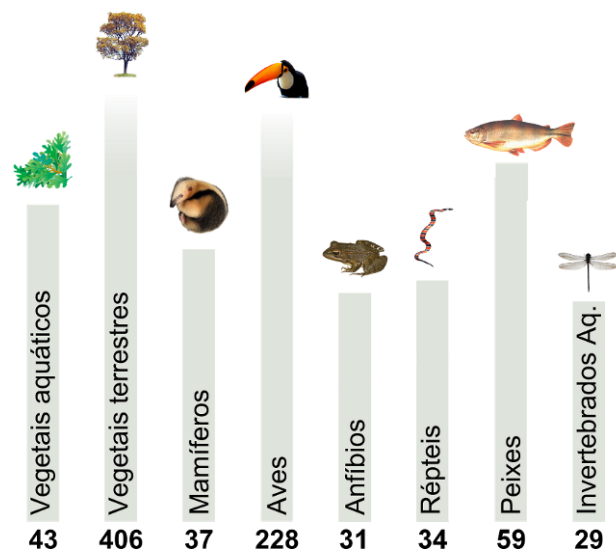 Vegetais aquáticos
Vegetais terrestres
Mamíferos
Aves
Anfíbios
Répteis
Peixes
Invertebrados Aq.
43 406 37 228 31 34 59 29